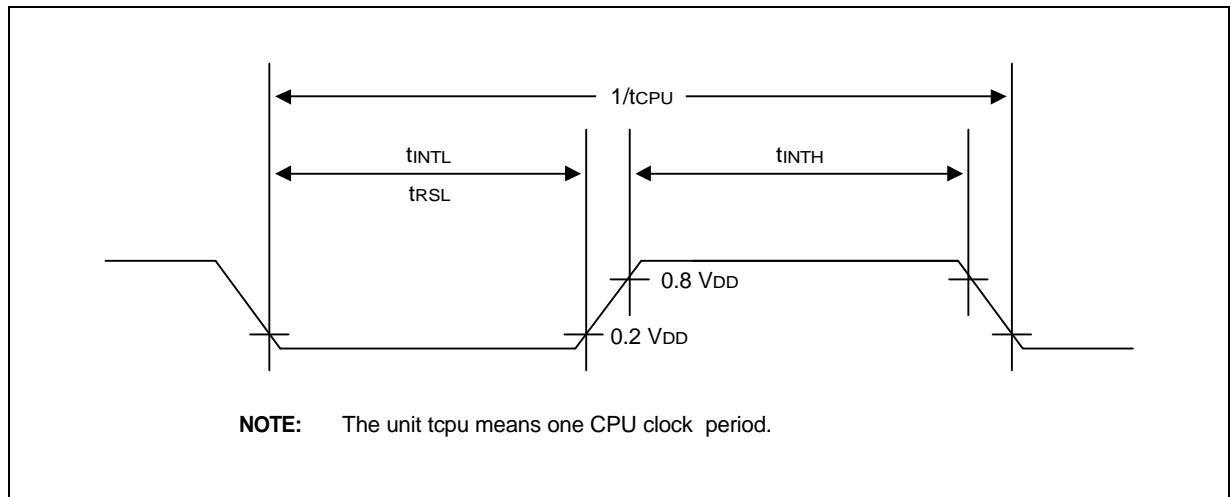 1/tCPU
tINTL
tINTH
tRSL
0.8 VDD
0.2 VDD
NOTE: The unit tcpu means one CPU clock period.